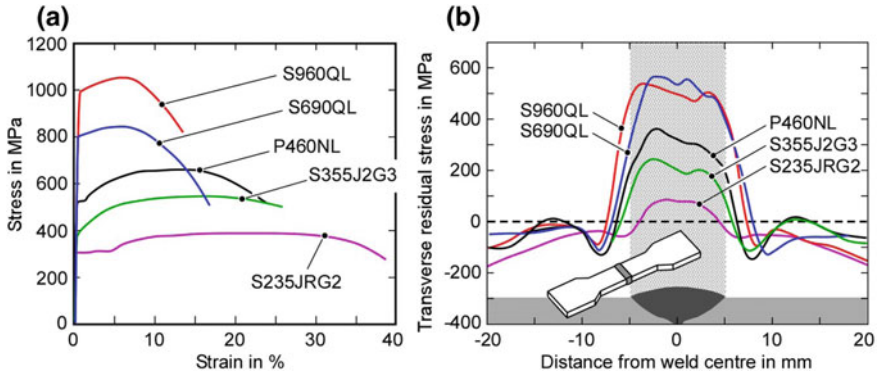 (a)
1200
1000
800
600
400
200
0
0
10
20
30
40
Stress in MPa
Strain in %
S960QL
S690QL
P460NL
S355J2G3
S235JRG2
(b)
600
400
200
0
-200
-400
-20
-10
0
10
20
Transverse residual stress in MPa
Distance from weld centre in mm
S960QL
S690QL
P460NL
S355J2G3
S235JRG2